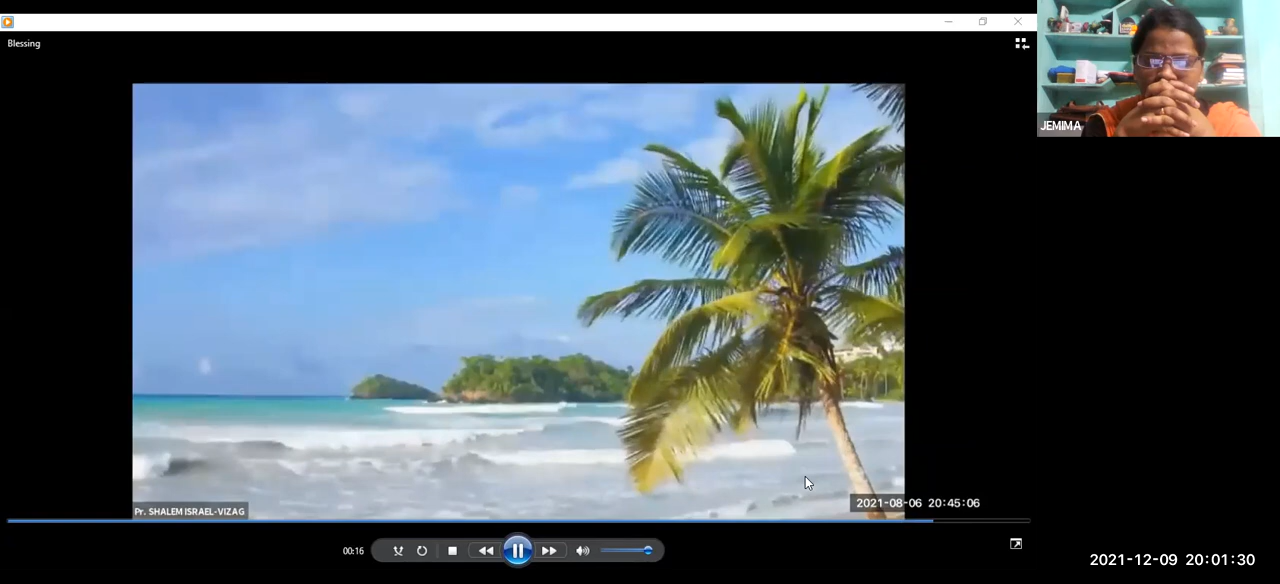 Blessing
JEMIMA
Pr. SHALEM ISRAEL-VIZAG
2021-08-06 20:45:06
00:16
2021-12-09 20:01:30